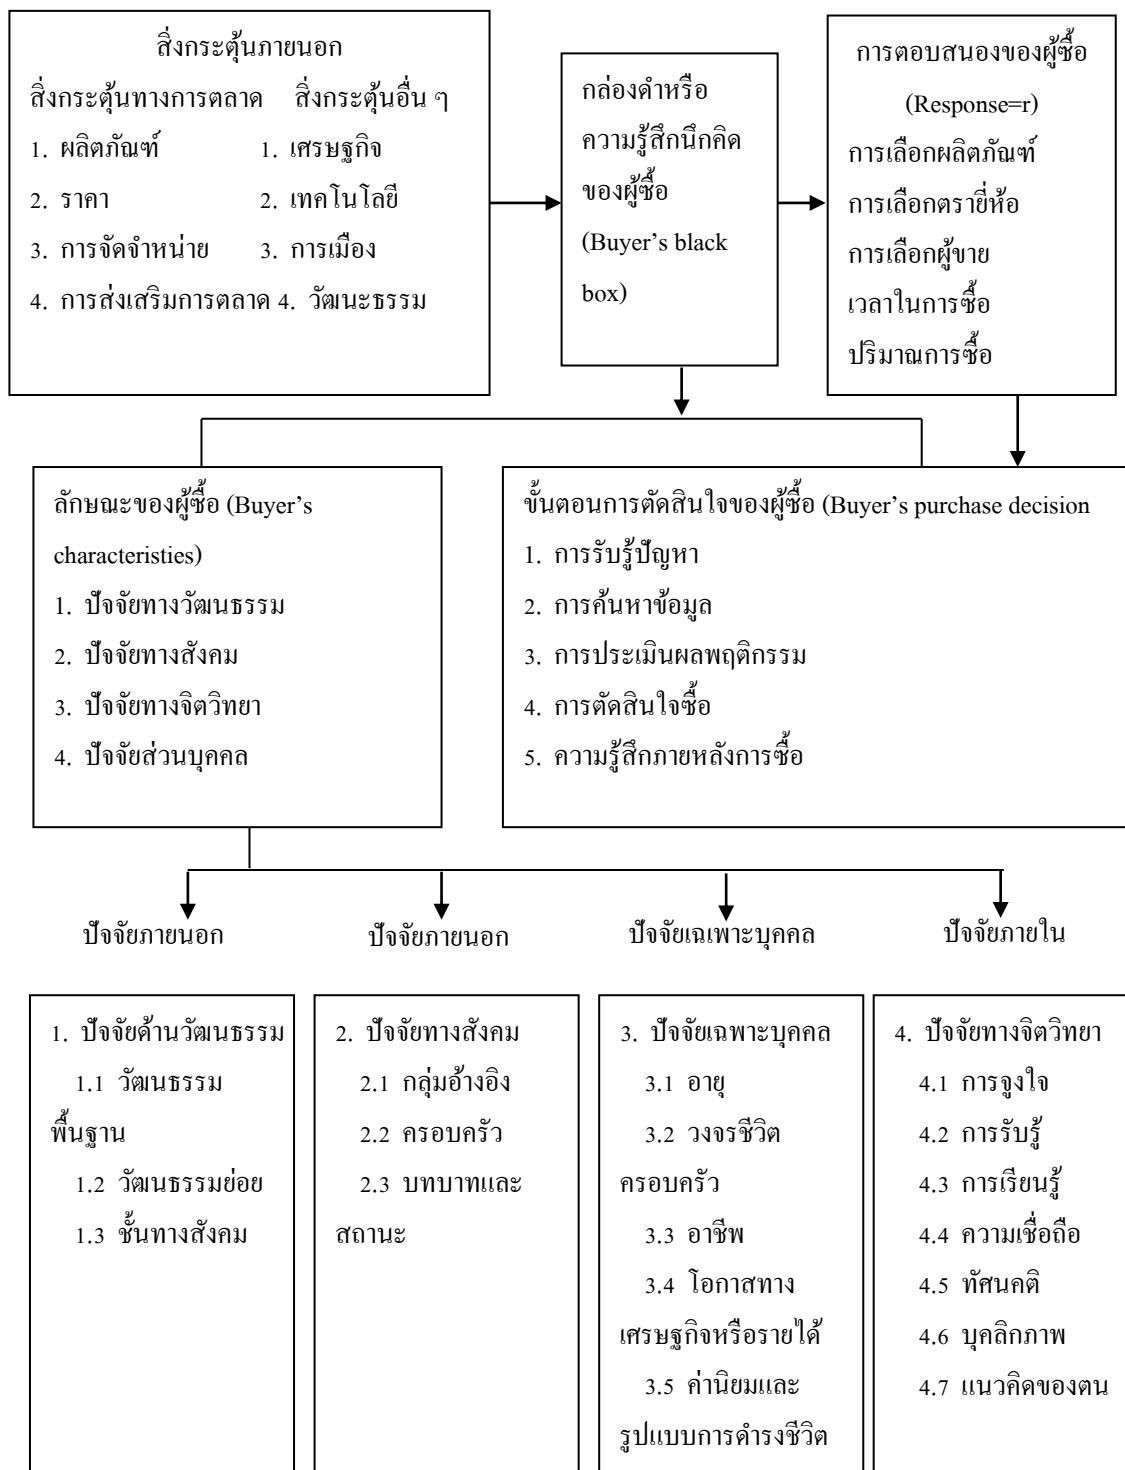 สิ่งกระตุ้นภายนอก
สิ่งกระตุ้นทางการตลาด สิ่งกระตุ้นอื่น ๆ
1. ผลิตภัณฑ์ 1. เศรษฐกิจ
2. ราคา 2. เทคโนโลยี
3. การจัดจำหน่าย 3. การเมือง
4. การส่งเสริมการตลาด 4. วัฒนะธรรม
กล่องดำหรือ
ความรู้สึกนึกคิด
ของผู้ซื้อ
(Buyer’s black
box)
การตอบสนองของผู้ซื้อ
(Response=r)
การเลือกผลิตภัณฑ์
การเลือกตรายี่ห้อ
การเลือกผู้ขาย
เวลาในการซื้อ
ปริมาณการซื้อ
ลักษณะของผู้ซื้อ (Buyer’s
characteristies)
1. ปัจจัยทางวัฒนธรรม
2. ปัจจัยทางสังคม
3. ปัจจัยทางจิตวิทยา
4. ปัจจัยส่วนบุคคล
ขั้นตอนการตัดสินใจของผู้ซื้อ (Buyer’s purchase decision
1. การรับรู้ปัญหา
2. การค้นหาข้อมูล
3. การประเมินผลพฤติกรรม
4. การตัดสินใจซื้อ
5. ความรู้สึกภายหลังการซื้อ
ปัจจัยภายนอก
ปัจจัยภายนอก
ปัจจัยเฉพาะบุคคล
ปัจจัยภายใน
1. ปัจจัยด้านวัฒนธรรม
1.1 วัฒนธรรม
พื้นฐาน
1.2 วัฒนธรรมย่อย
1.3 ชั้นทางสังคม
2. ปัจจัยทางสังคม
2.1 กลุ่มอ้างอิง
2.2 ครอบครัว
2.3 บทบาทและ
สถานะ
3. ปัจจัยเฉพาะบุคคล
3.1 อายุ
3.2 วงจรชีวิต
ครอบครัว
3.3 อาชีพ
3.4 โอกาสทาง
เศรษฐกิจหรือรายได้
3.5 ค่านิยมและ
รูปแบบการดำรงชีวิต
4. ปัจจัยทางจิตวิทยา
4.1 การจูงใจ
4.2 การรับรู้
4.3 การเรียนรู้
4.4 ความเชื่อถือ
4.5 ทัศนคติ
4.6 บุคลิกภาพ
4.7 แนวคิดของตน